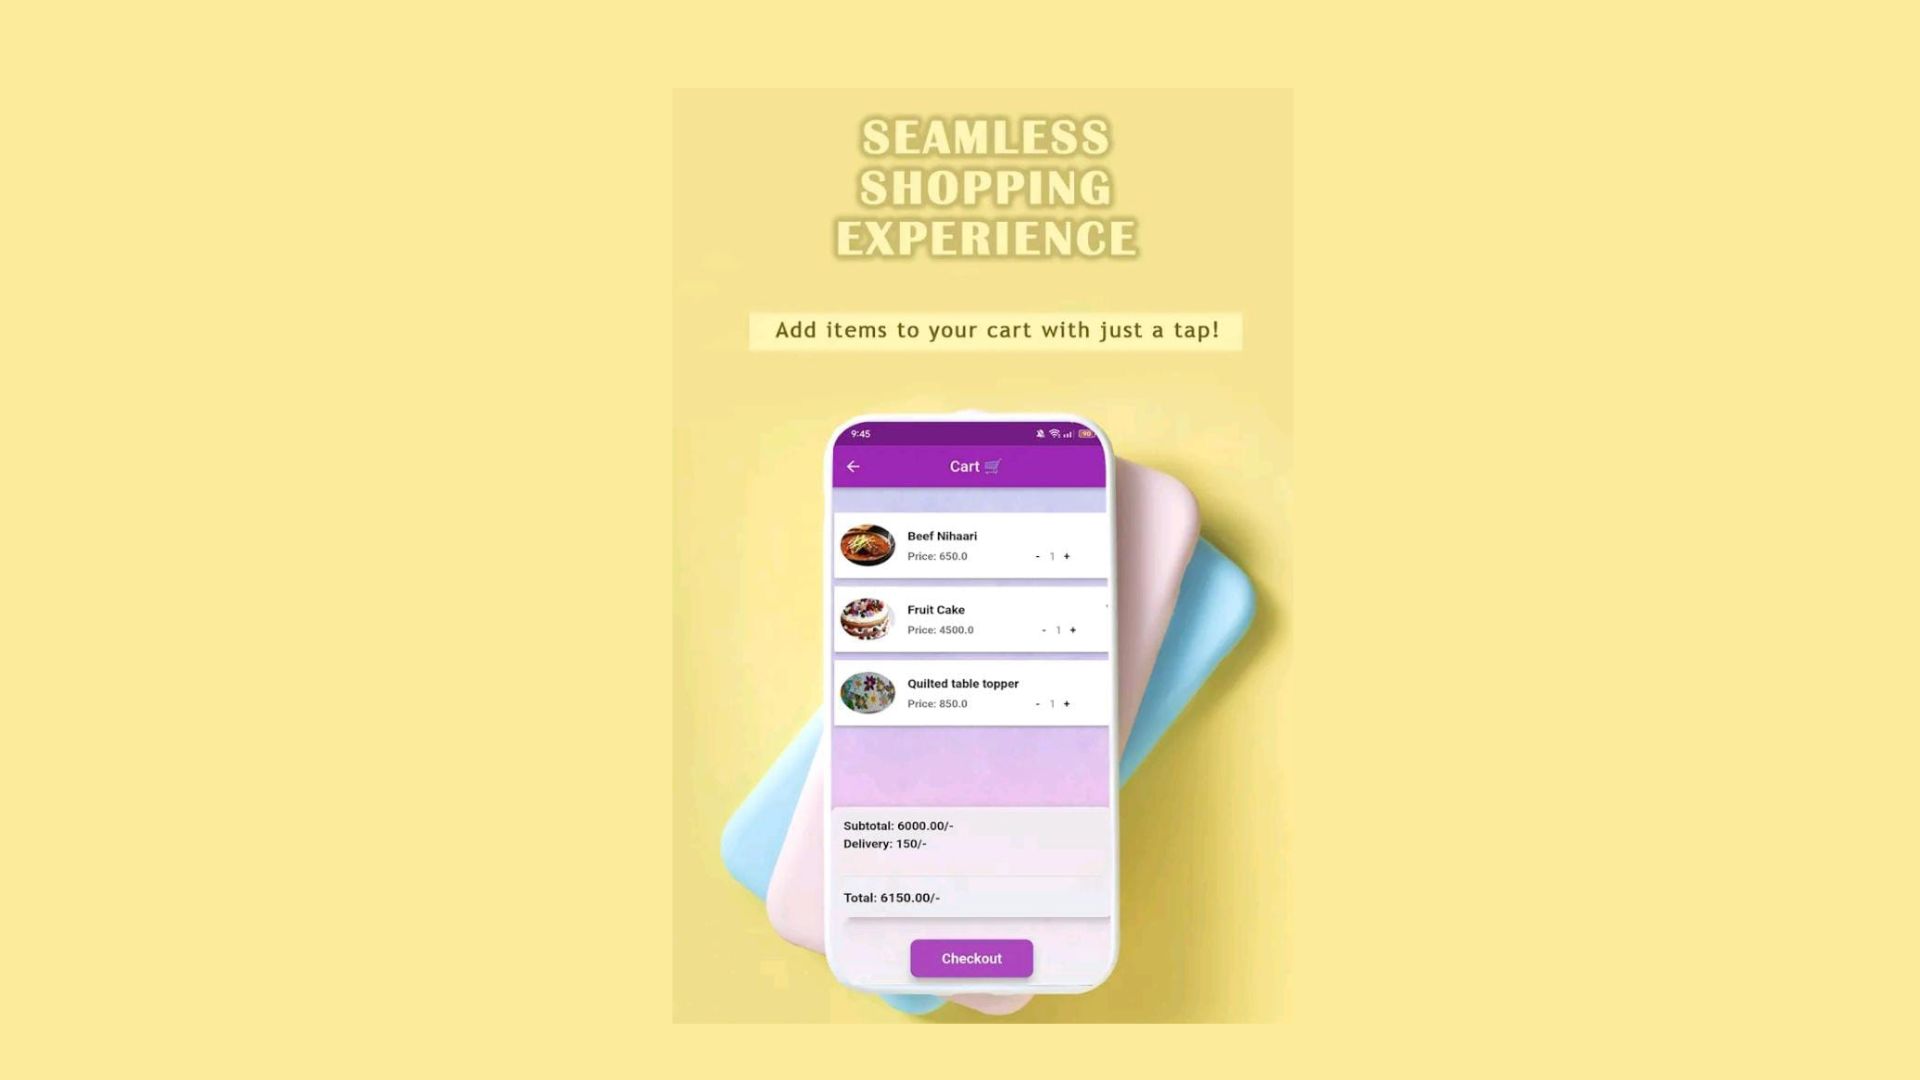 SEAMLESS
SHOPPING
EXPERIENCE
Add items to your cart with just a tap!
9:45
90
Cart
Beef Nihaari
Price: 650.0
- 1 +
Fruit Cake
Price: 4500.0
- 1 +
Quilted table topper
Price: 850.0
- 1 +
Subtotal: 6000.00/-
Delivery: 150/-
Total: 6150.00/-
Checkout